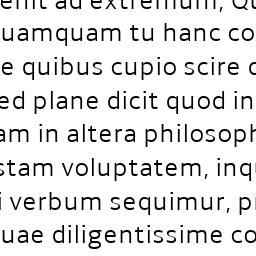 enit ad extremum, Qu
uamquam tu hanc co
e quibus cupio scire
ed plane dicit quod in
am in altera philosoph
stam voluptatem, inqu
i verbum sequimur, p
uae diligentissime co